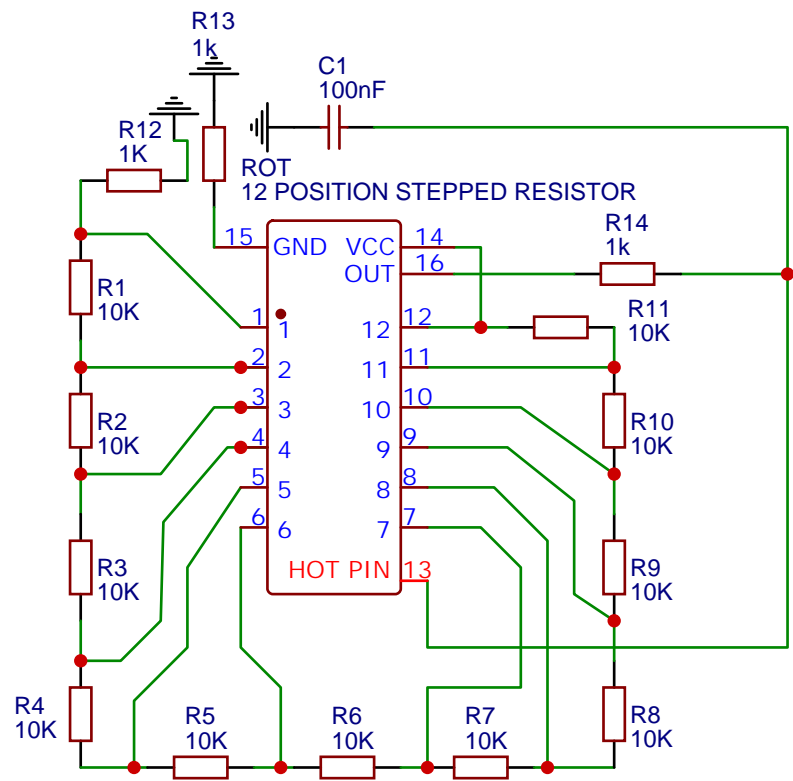 R13
1k
C1
100nF
R12
1K
ROT
12 POSITION STEPPED RESISTOR
15 GND VCC 14
OUT 16
R14
1k
R1
10K
1 1
12 12
R11
10K
2 2
11 11
R2
10K
3 3
10 10
R10
10K
4 4
9 9
5 5
8 8
6 6
7 7
R3
10K
HOT PIN 13
R9
10K
R4
10K
R5
10K
R6
10K
R7
10K
R8
10K